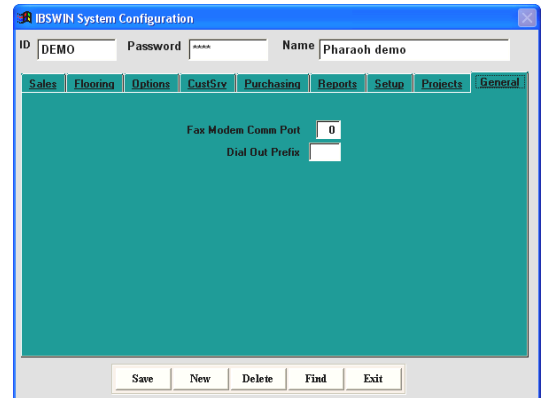 IBSWIN System Configuration
ID DEMO Password **** Name Pharaoh demo
Sales Flooring Options CustSrv Purchasing Reports Setup Projects General
Fax Modem Comm Port 0
Dial Out Prefix
Save New Delete Find Exit